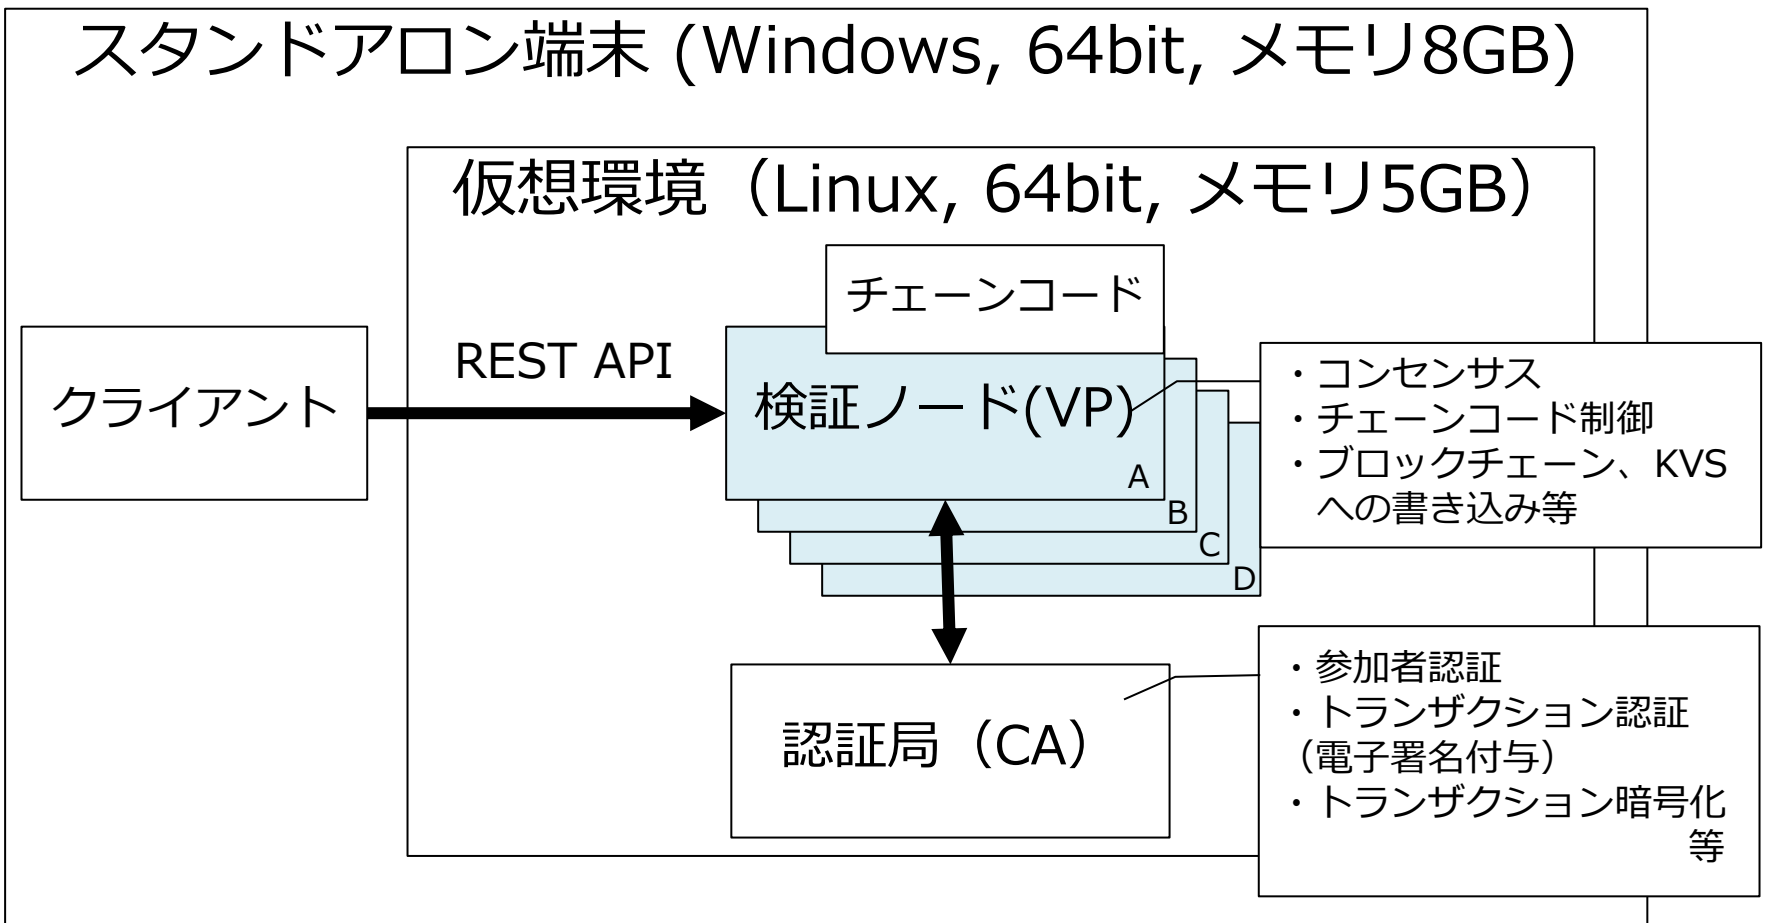 スタンドアロン端末 (Windows, 64bit, メモリ8GB)
仮想環境（Linux, 64bit, メモリ5GB）
チェーンコード
クライアント
REST API
検証ノード(VP)
A
B
C
D
・コンセンサス
・チェーンコード制御
・ブロックチェーン、KVS
への書き込み等
認証局（CA）
・参加者認証
・トランザクション認証
（電子署名付与）
・トランザクション暗号化
等